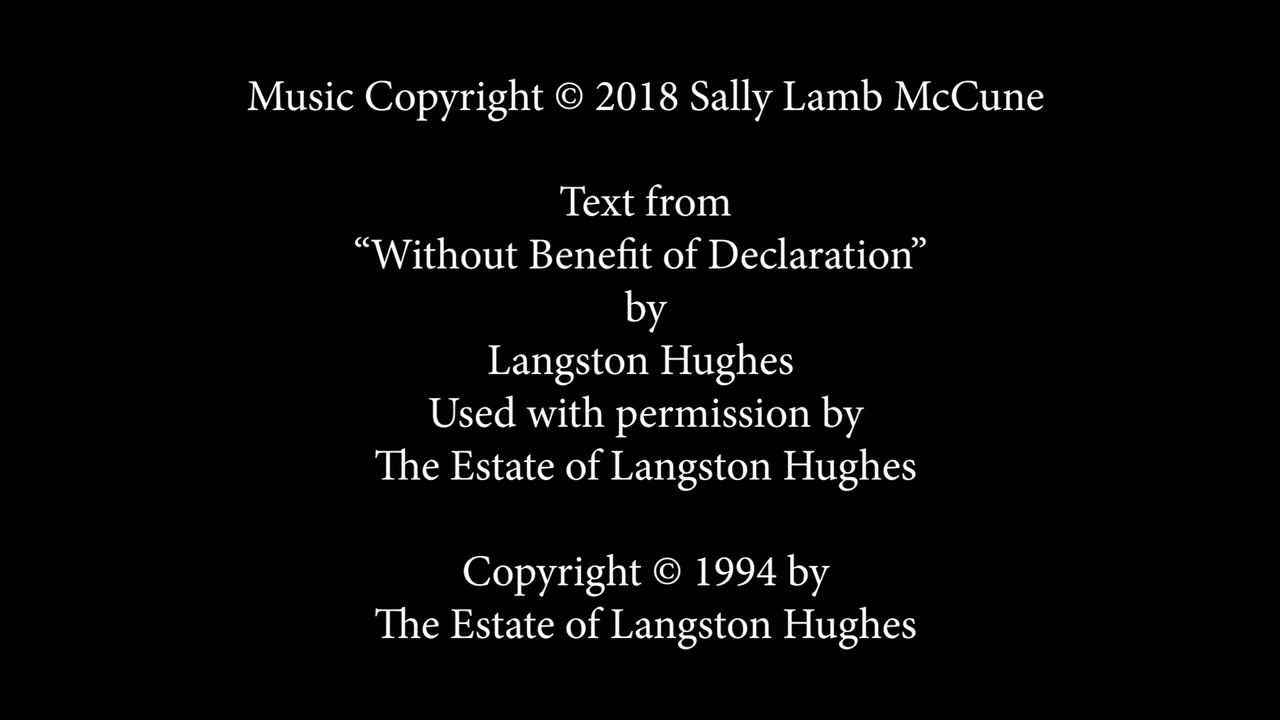 Music Copyright © 2018 Sally Lamb McCune
Text from
“Without Benefit of Declaration”
by
Langston Hughes
Used with permission by
The Estate of Langston Hughes
Copyright © 1994 by
The Estate of Langston Hughes